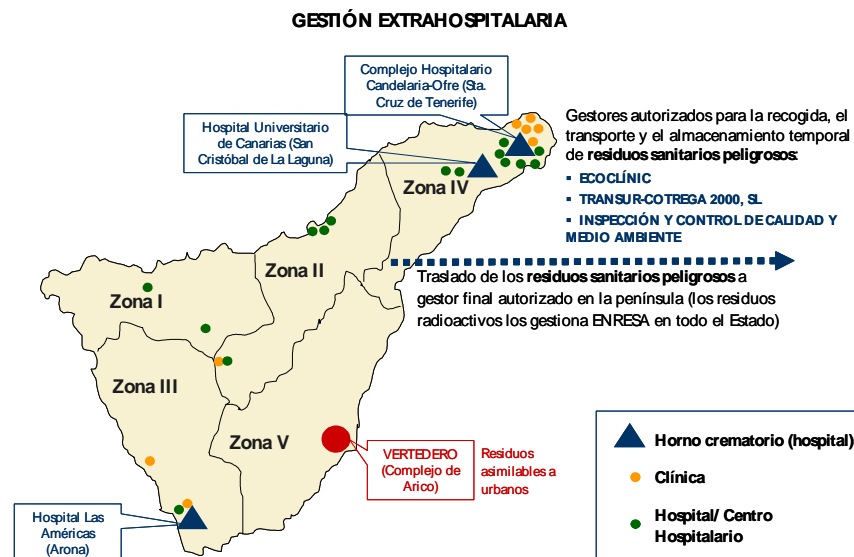 GESTIÓN EXTRAHOSPITALARIA
Complejo Hospitalario
Candelaria-Ofre (Sta.
Cruz de Tenerife)
Hospital Universitario
de Canarias (San
Cristóbal de La Laguna)
Gestores autorizados para la recogida, el
transporte y el almacenamiento temporal
de residuos sanitarios peligrosos:
▪ ECOCLÍNIC
▪ TRANSUR-COTREGA 2000, SL
▪ INSPECCIÓN Y CONTROL DE CALIDAD Y
MEDIO AMBIENTE
Traslado de los residuos sanitarios peligrosos a
gestor final autorizado en la península (los residuos
radioactivos los gestiona ENRESA en todo el Estado)
Zona IV
Zona II
Zona I
Zona III
Zona V
VERTEDERO
(Complejo de
Arico)
Residuos
asimilables a
urbanos
Hospital Las
Américas
(Arona)
Horno crematorio (hospital)
Clínica
Hospital/ Centro
Hospitalario